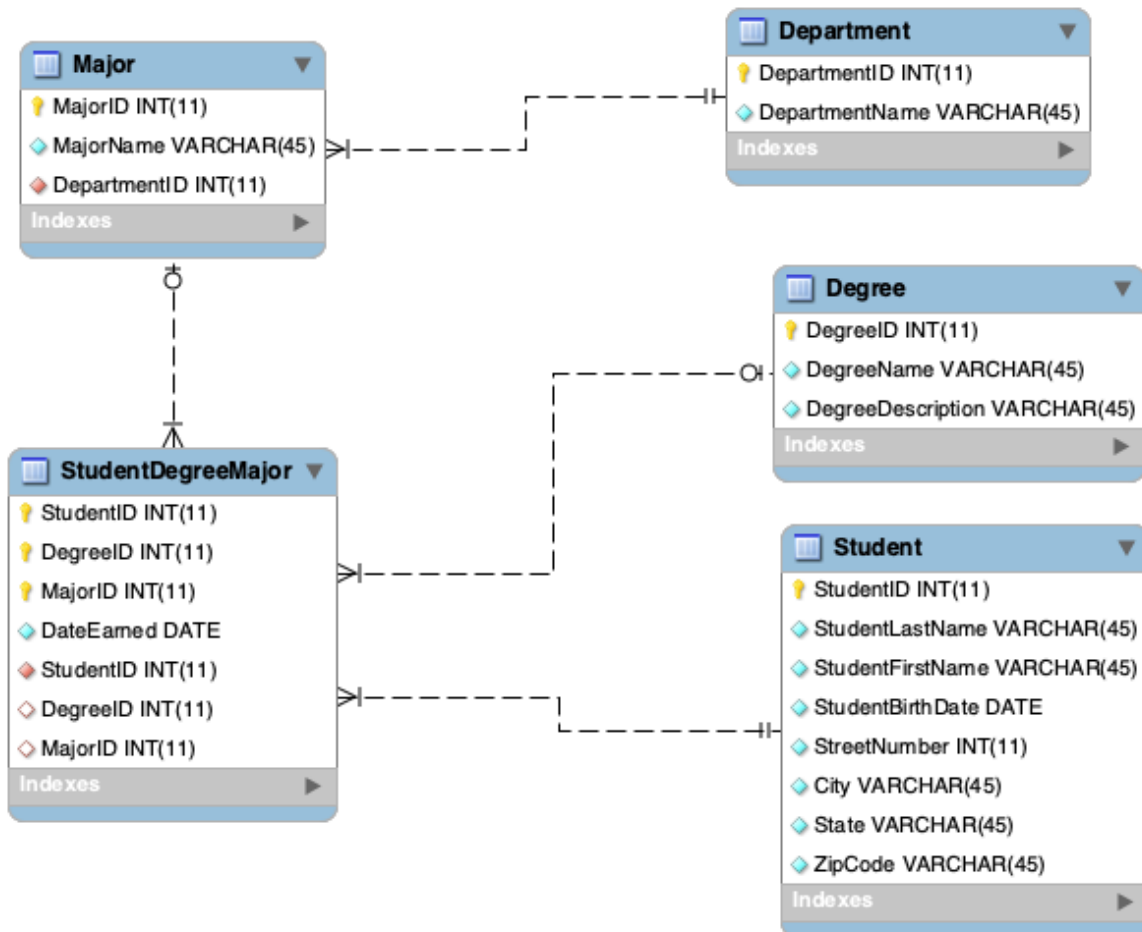 Major
MajorID INT(11)
MajorName VARCHAR(45)
DepartmentID INT(11)
Indexes
Department
DepartmentID INT(11)
DepartmentName VARCHAR(45)
Indexes
Degree
DegreeID INT(11)
DegreeName VARCHAR(45)
DegreeDescription VARCHAR(45)
Indexes
StudentDegreeMajor
StudentID INT(11)
DegreeID INT(11)
MajorID INT(11)
DateEarned DATE
StudentID INT(11)
DegreeID INT(11)
MajorID INT(11)
Indexes
Student
StudentID INT(11)
StudentLastName VARCHAR(45)
StudentFirstName VARCHAR(45)
StudentBirthDate DATE
StreetNumber INT(11)
City VARCHAR(45)
State VARCHAR(45)
ZipCode VARCHAR(45)
Indexes